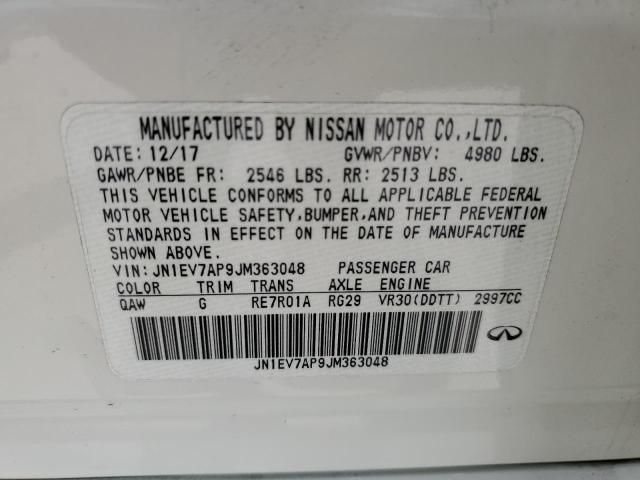 MANUFACTURED BY NISSAN MOTOR CO.,LTD.
DATE: 12/17 GVWR/PNBV: 4980 LBS.
GAWR/PNBE FR: 2546 LBS. RR: 2513 LBS.
THIS VEHICLE CONFORMS TO ALL APPLICABLE FEDERAL
MOTOR VEHICLE SAFETY,BUMPER,AND THEFT PREVENTION
STANDARDS IN EFFECT ON THE DATE OF MANUFACTURE
SHOWN ABOVE.
VIN: JN1EV7AP9JM363048 PASSENGER CAR
COLOR TRIM TRANS AXLE ENGINE
QAW G RE7R01A RG29 VR30(DDTT) 2997CC
JN1EV7AP9JM363048